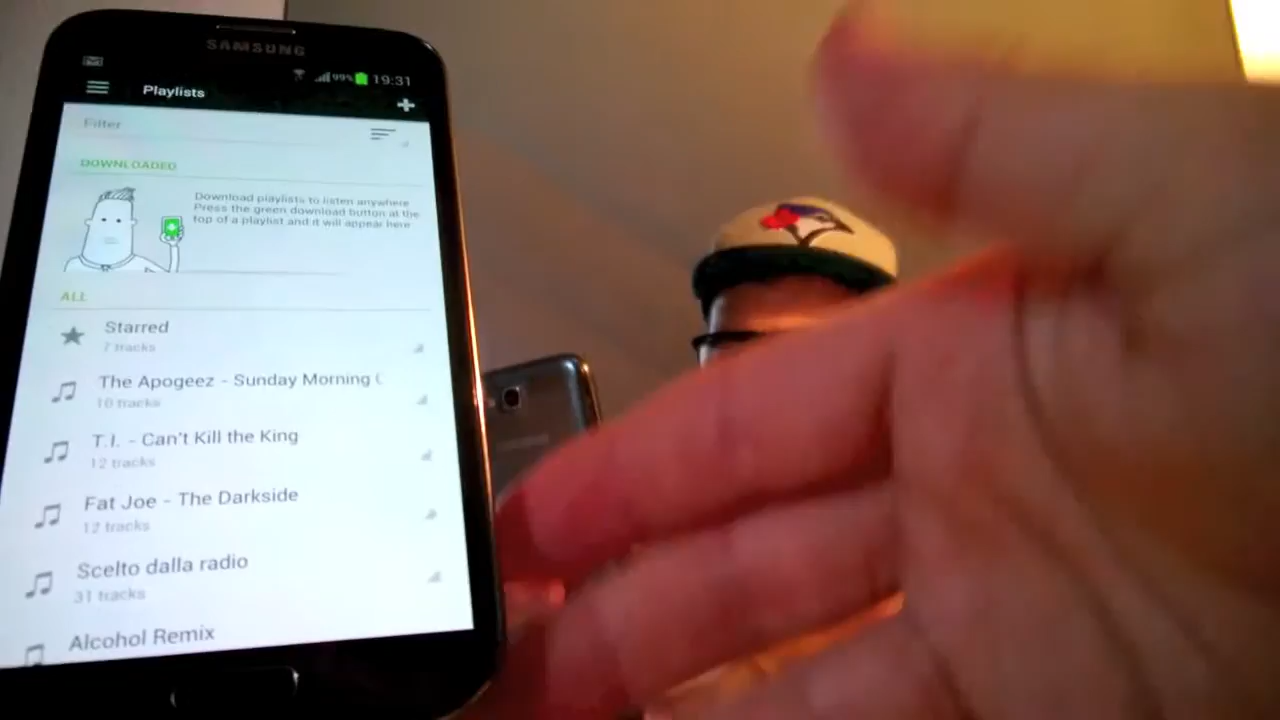 SAMSUNG
99% 19:31
Playlists
Filter
DOWNLOADED
Download playlists to listen anywhere
Press the green download button at the
top of a playlist and it will appear here
ALL
Starred
7 tracks
The Apogeez - Sunday Morning (
10 tracks
T.I. - Can't Kill the King
12 tracks
Fat Joe - The Darkside
12 tracks
Scelto dalla radio
31 tracks
Alcohol Remix